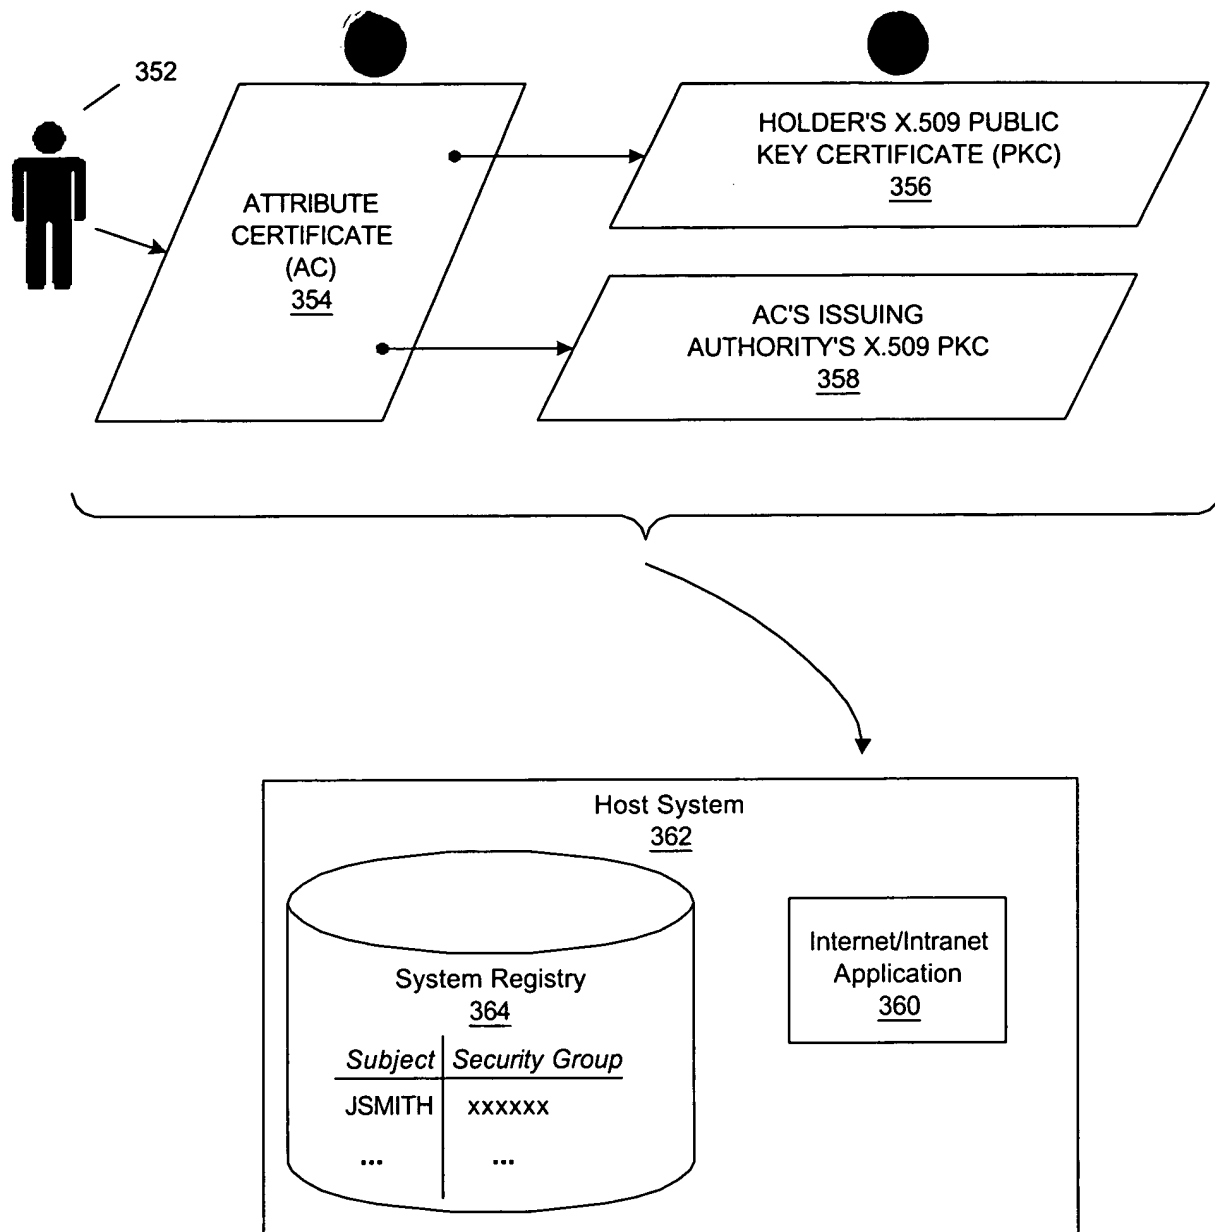 352
ATTRIBUTE
CERTIFICATE
(AC)
354
HOLDER'S X.509 PUBLIC
KEY CERTIFICATE (PKC)
356
AC'S ISSUING
AUTHORITY'S X.509 PKC
358
Host System
362
System Registry
364
Subject Security Group
JSMITH xxxxxx
... ...
Internet/Intranet
Application
360